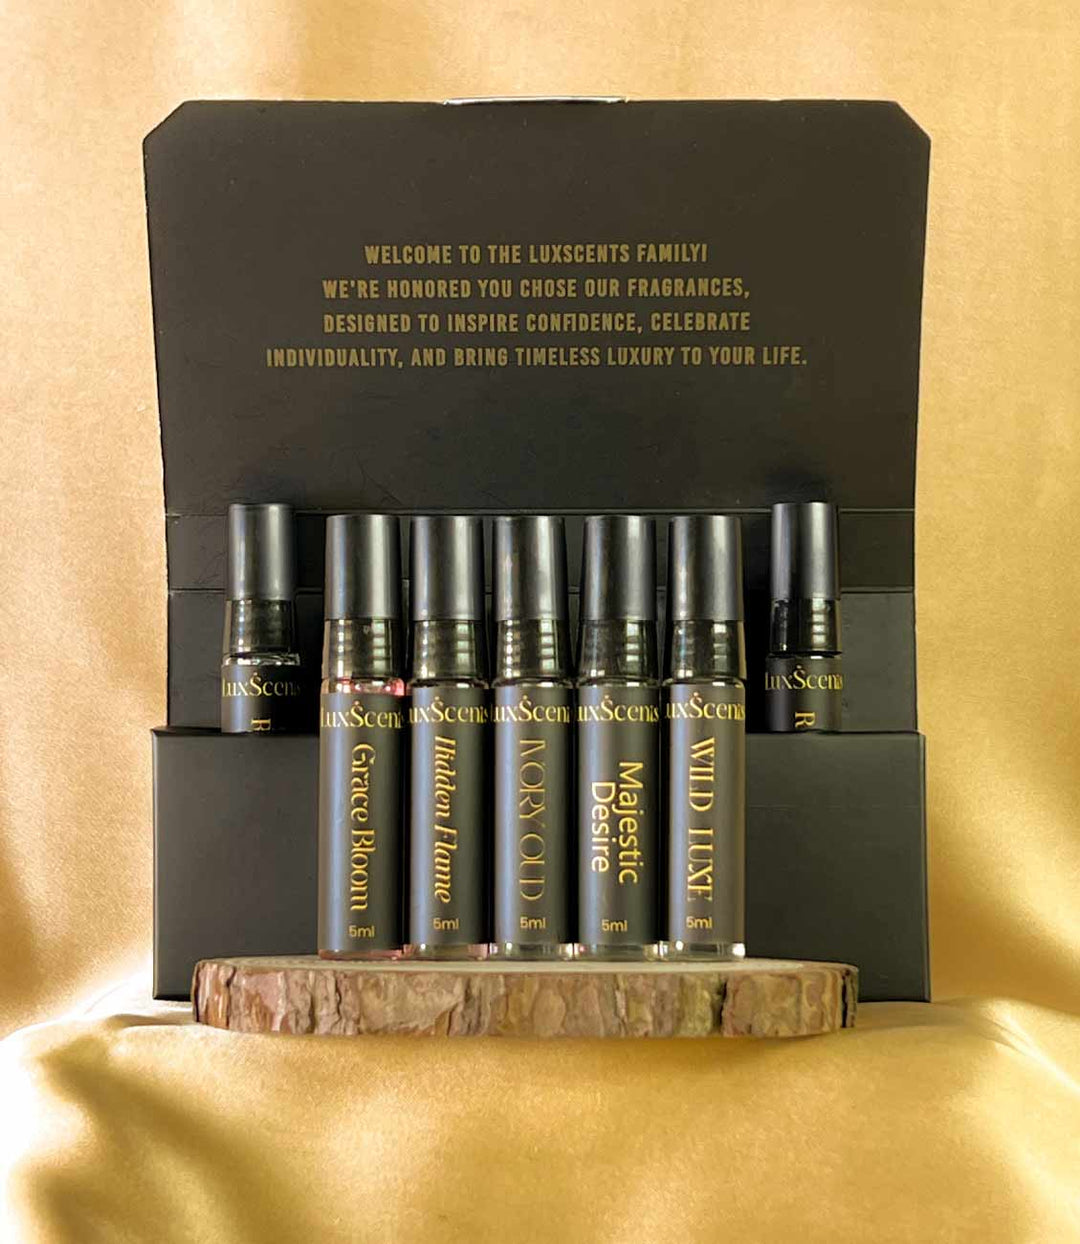 WELCOME TO THE LUXSCENTS FAMILY!
WE'RE HONORED YOU CHOSE OUR FRAGRANCES,
DESIGNED TO INSPIRE CONFIDENCE, CELEBRATE
INDIVIDUALITY, AND BRING TIMELESS LUXURY TO YOUR LIFE.
LuxScents
R
LuxScents
Grace Bloom
5ml
LuxScents
Hidden Flame
5ml
LuxScents
IVORY OUD
5ml
LuxScents
Majestic
Desire
5ml
LuxScents
WILD LUXE
5ml
LuxScents
R